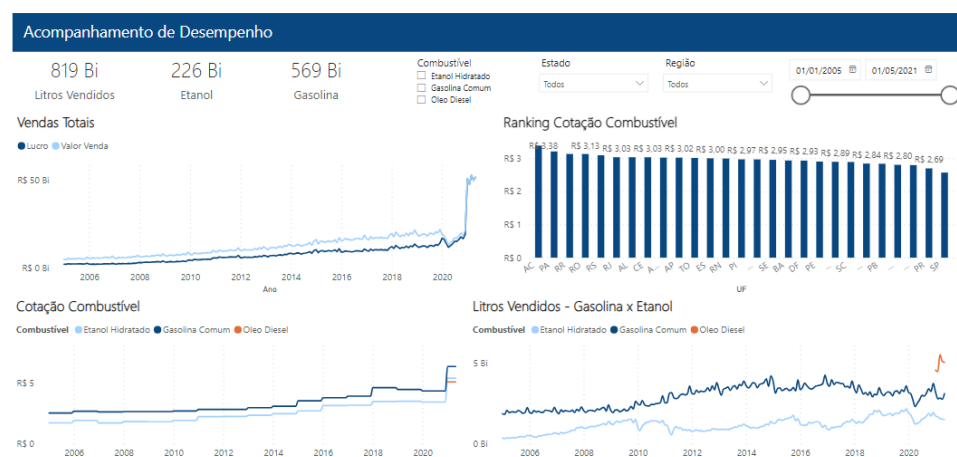 Acompanhamento de Desempenho
819 Bi
Litros Vendidos
226 Bi
Etanol
569 Bi
Gasolina
Combustível
Etanol Hidratado
Gasolina Comum
Oleo Diesel
Estado
Todos
Região
Todos
01/01/2005
01/05/2021
Vendas Totais
Lucro Valor Venda
R$ 50 Bi
R$ 0 Bi
2006 2008 2010 2012 2014 2016 2018 2020
Ano
Ranking Cotação Combustível
R$ 3,38 R$ 3,13 R$ 3,03 R$ 3,03 R$ 3,02 R$ 3,00 R$ 2,97 R$ 2,95 R$ 2,93 R$ 2,89 R$ 2,84 R$ 2,80 R$ 2,69
R$ 3
R$ 2
R$ 1
R$ 0
AC PA RR RO RS RJ AL CE A... AP TO ES RN PI ... SE BA DF PE ... SC ... PB ... ... PR SP
UF
Cotação Combustível
Combustível Etanol Hidratado Gasolina Comum Oleo Diesel
R$ 5
R$ 0
2006 2008 2010 2012 2014 2016 2018 2020
Litros Vendidos - Gasolina x Etanol
Combustível Etanol Hidratado Gasolina Comum Oleo Diesel
5 Bi
0 Bi
2006 2008 2010 2012 2014 2016 2018 2020